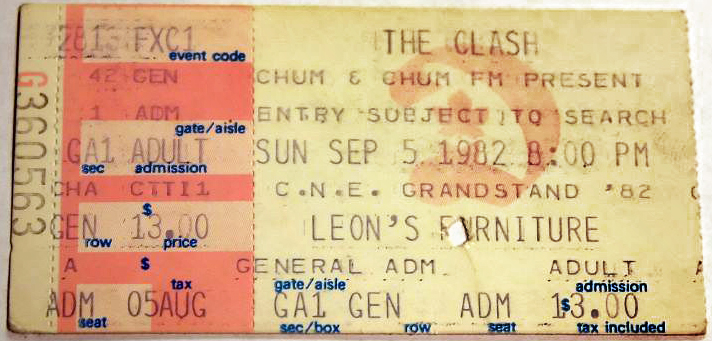 2813 FXC1
event code
THE CLASH
42 GEN
CHUM & CHUM FM PRESENT
1 ADM
ENTRY SUBJECT TO SEARCH
gate/aisle
GA1 ADULT
SUN SEP 5 1982 8:00 PM
sec admission
CHA CTTI1
C.N.E. GRANDSTAND '82
$
GEN 13.00
LEON'S FURNITURE
row price
A $
GENERAL ADM ADULT
tax
gate/aisle admission
ADM 05AUG
GA1 GEN ADM $13.00
seat
sec/box row seat tax included
G360563